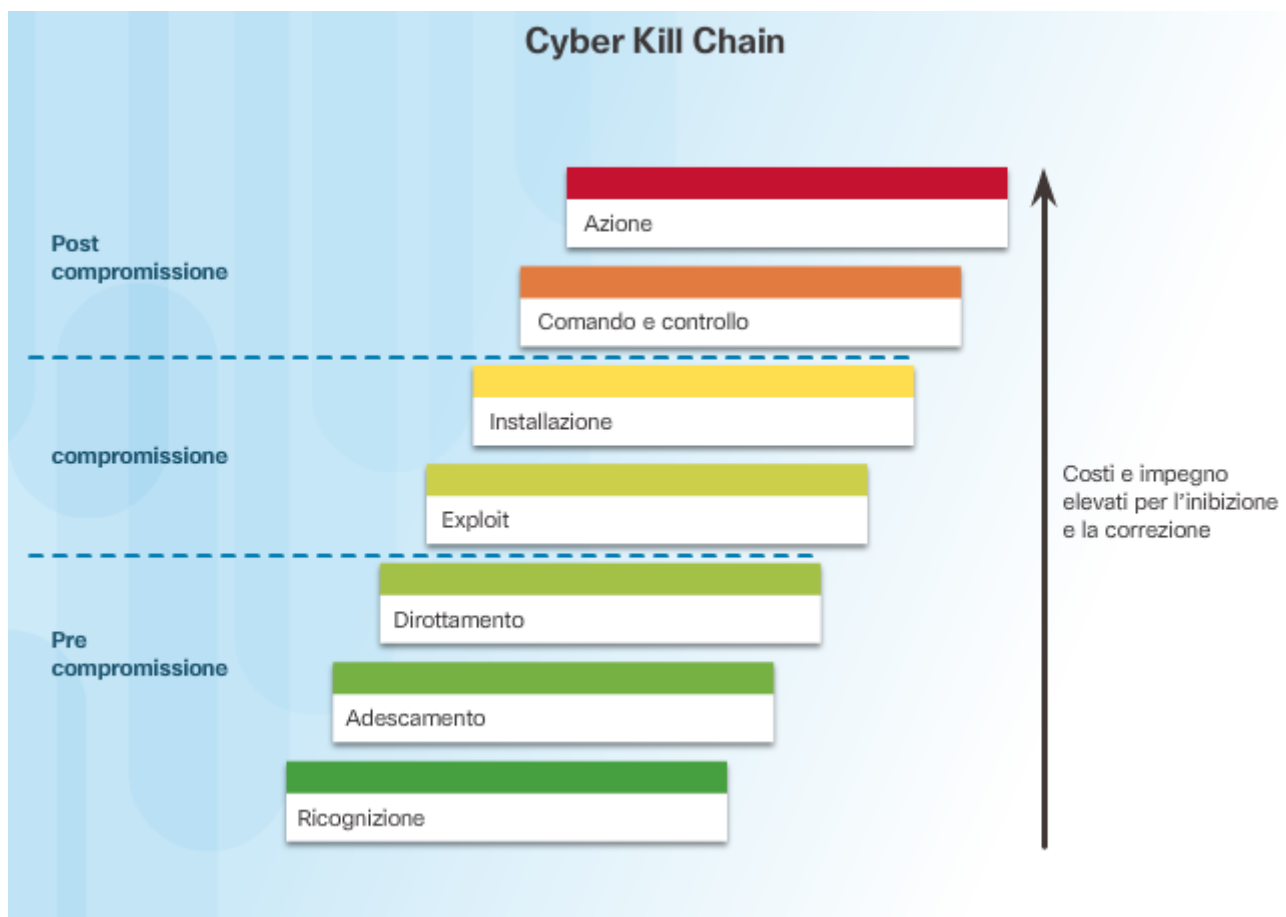 Cyber Kill Chain
Azione
Post
compromissione
Comando e controllo
Installazione
compromissione
Costi e impegno
elevati per l'inibizione
e la correzione
Exploit
Dirottamento
Pre
compromissione
Adescamento
Ricognizione